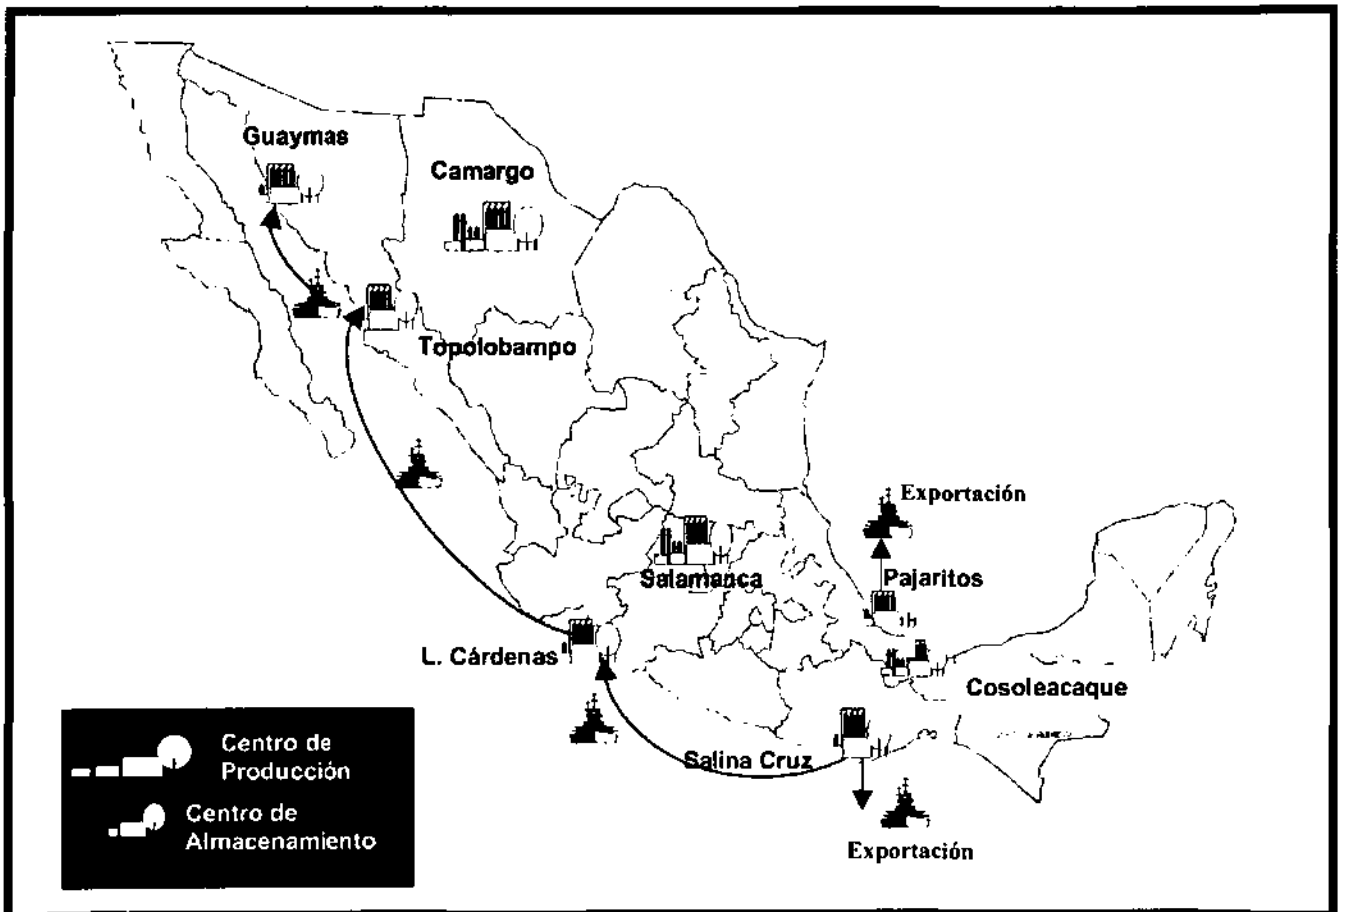 Guaymas
Camargo
Topolobampo
Exportación
Salamanca
Pajaritos
L. Cárdenas
Cosoleacaque
Salina Cruz
Exportación
Centro de
Producción
Centro de
Almacenamiento